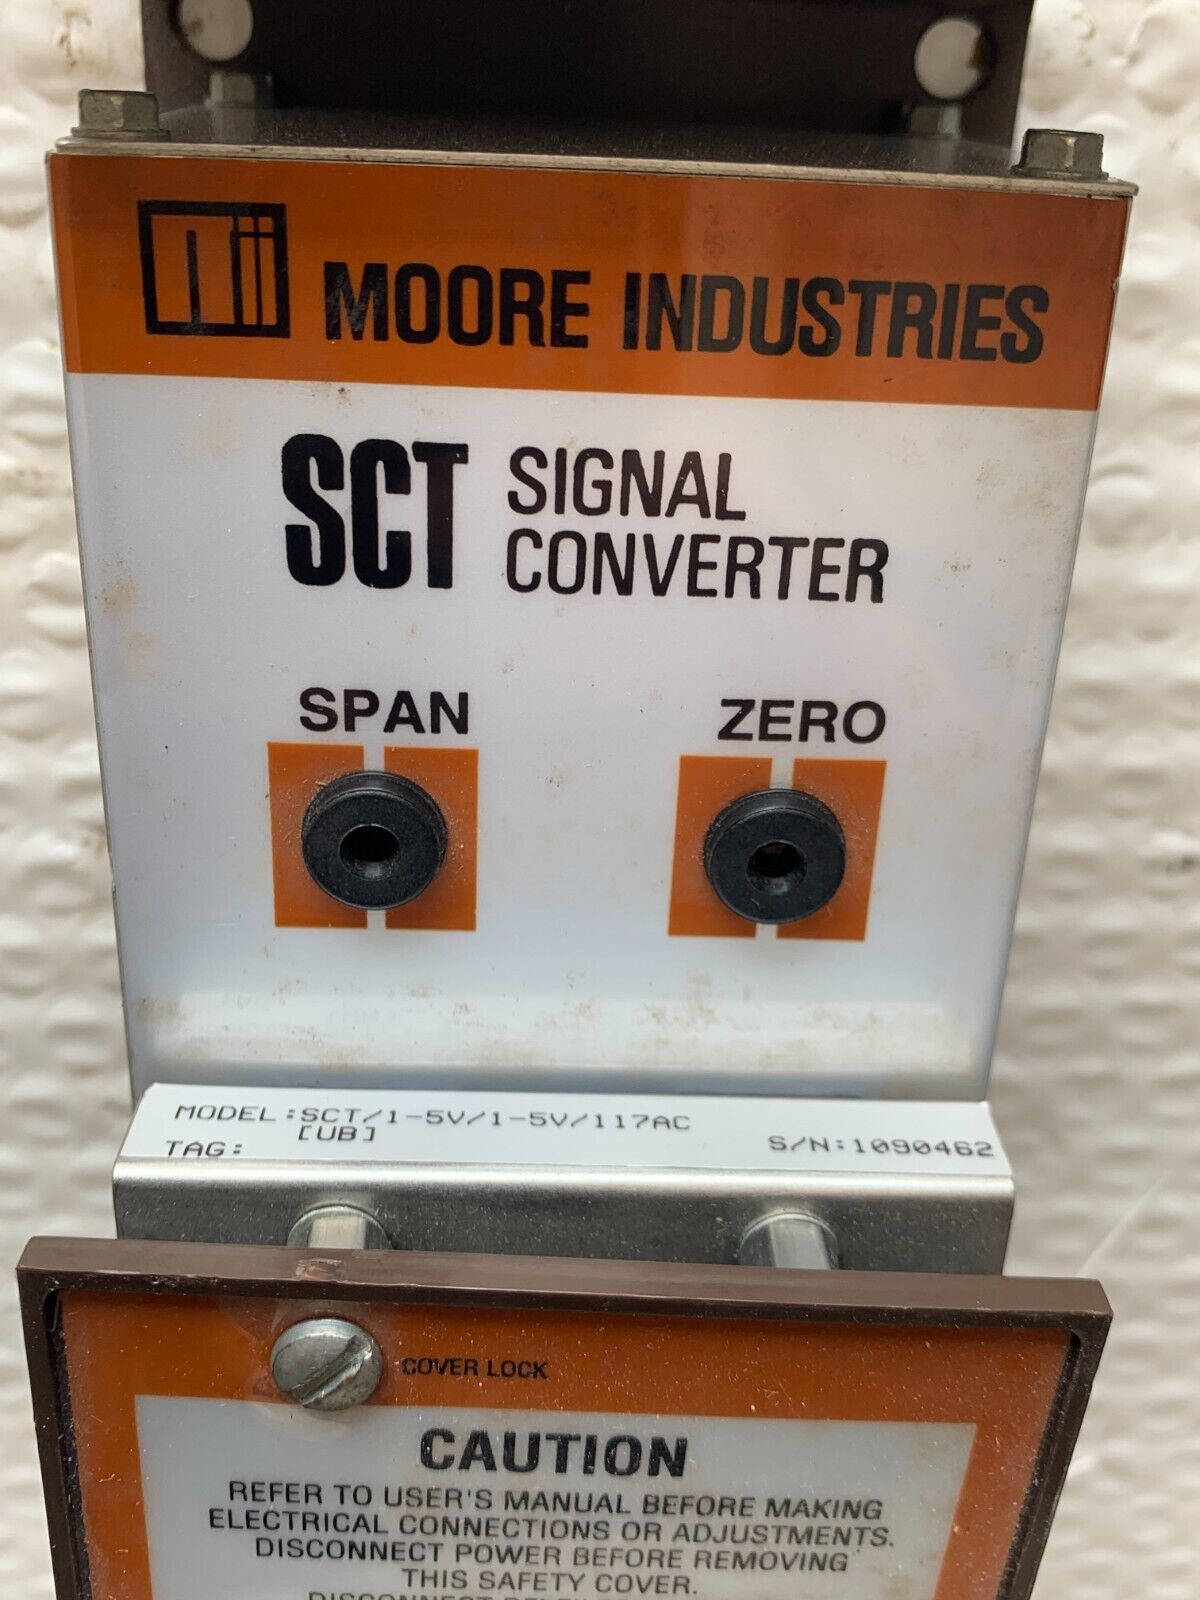 MOORE INDUSTRIES
SCT SIGNAL
CONVERTER
SPAN ZERO
MODEL:SCT/1-5V/1-5V/117AC
[UB]
TAG: S/N:1090462
COVER LOCK
CAUTION
REFER TO USER'S MANUAL BEFORE MAKING
ELECTRICAL CONNECTIONS OR ADJUSTMENTS.
DISCONNECT POWER BEFORE REMOVING
THIS SAFETY COVER.